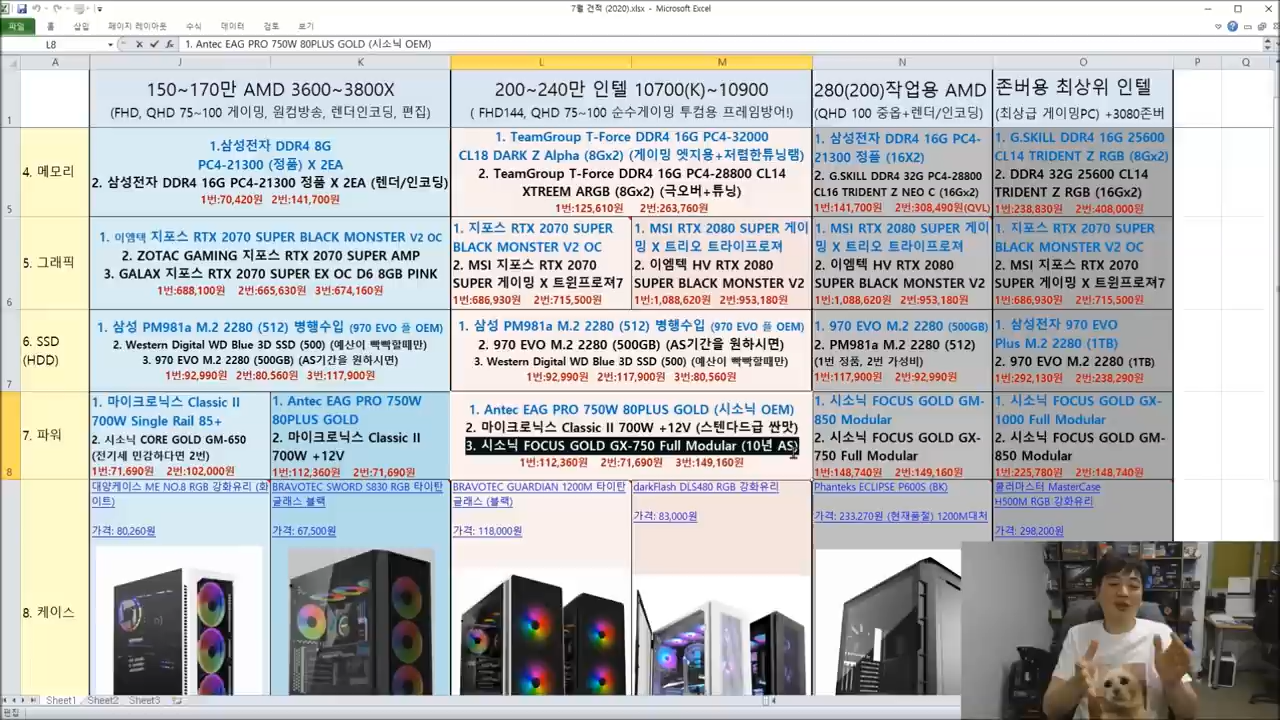 7월 견적 (2020).xlsx - Microsoft Excel
파일 홈 삽입 페이지 레이아웃 수식 데이터 검토 보기
L8 fx 1. Antec EAG PRO 750W 80PLUS GOLD (시소닉 OEM)
A J K L M N O P Q
1
150~170만 AMD 3600~3800X
(FHD, QHD 75~100 게이밍, 원컴방송, 렌더인코딩, 편집)
200~240만 인텔 10700(K)~10900
( FHD144, QHD 75~100 순수게이밍 투컴용 프레임방어!)
280(200)작업용 AMD
(QHD 100 중옵+렌더/인코딩)
존버용 최상위 인텔
(최상급 게이밍PC) +3080존버
5
4. 메모리
1.삼성전자 DDR4 8G
PC4-21300 (정품) X 2EA
2. 삼성전자 DDR4 16G PC4-21300 정품 X 2EA (렌더/인코딩)
1번:70,420원 2번:141,700원
1. TeamGroup T-Force DDR4 16G PC4-32000
CL18 DARK Z Alpha (8Gx2) (게이밍 엣지용+저렴한튜닝램)
2. TeamGroup T-Force DDR4 16G PC4-28800 CL14
XTREEM ARGB (8Gx2) (극오버+튜닝)
1번:125,610원 2번:263,760원
1. 삼성전자 DDR4 16G PC4-
21300 정품 (16X2)
2. G.SKILL DDR4 32G PC4-28800
CL16 TRIDENT Z NEO C (16Gx2)
1번:141,700원 2번:308,490원(QVL)
1. G.SKILL DDR4 16G 25600
CL14 TRIDENT Z RGB (8Gx2)
2. DDR4 32G 25600 CL14
TRIDENT Z RGB (16Gx2)
1번:238,830원 2번:408,000원
6
5. 그래픽
1. 이엠택 지포스 RTX 2070 SUPER BLACK MONSTER V2 OC
2. ZOTAC GAMING 지포스 RTX 2070 SUPER AMP
3. GALAX 지포스 RTX 2070 SUPER EX OC D6 8GB PINK
1번:688,100원 2번:665,630원 3번:674,160원
1. 지포스 RTX 2070 SUPER
BLACK MONSTER V2 OC
2. MSI 지포스 RTX 2070
SUPER 게이밍 X 트윈프로져7
1번:686,930원 2번:715,500원
1. MSI RTX 2080 SUPER 게이
밍 X 트리오 트라이프로져
2. 이엠텍 HV RTX 2080
SUPER BLACK MONSTER V2
1번:1,088,620원 2번:953,180원
1. MSI RTX 2080 SUPER 게이
밍 X 트리오 트라이프로져
2. 이엠텍 HV RTX 2080
SUPER BLACK MONSTER V2
1번:1,088,620원 2번:953,180원
1. 지포스 RTX 2070 SUPER
BLACK MONSTER V2 OC
2. MSI 지포스 RTX 2070
SUPER 게이밍 X 트윈프로져7
1번:686,930원 2번:715,500원
7
6. SSD
(HDD)
1. 삼성 PM981a M.2 2280 (512) 병행수입 (970 EVO 플 OEM)
2. Western Digital WD Blue 3D SSD (500) (예산이 빡빡할때만)
3. 970 EVO M.2 2280 (500GB) (AS기간을 원하시면)
1번:92,990원 2번:80,560원 3번:117,900원
1. 삼성 PM981a M.2 2280 (512) 병행수입 (970 EVO 플 OEM)
2. 970 EVO M.2 2280 (500GB) (AS기간을 원하시면)
3. Western Digital WD Blue 3D SSD (500) (예산이 빡빡할때만)
1번:92,990원 2번:117,900원 3번:80,560원
1. 970 EVO M.2 2280 (500GB)
2. PM981a M.2 2280 (512)
(1번 정품, 2번 가성비)
1번:117,900원 2번:92,990원
1. 삼성전자 970 EVO
Plus M.2 2280 (1TB)
2. 970 EVO M.2 2280 (1TB)
1번:292,130원 2번:238,290원
8
7. 파워
1. 마이크로닉스 Classic II
700W Single Rail 85+
2. 시소닉 CORE GOLD GM-650
(전기세 민감하다면 2번)
1번:71,690원 2번:102,000원
1. Antec EAG PRO 750W
80PLUS GOLD
2. 마이크로닉스 Classic II
700W +12V
1번:112,360원 2번:71,690원
1. Antec EAG PRO 750W 80PLUS GOLD (시소닉 OEM)
2. 마이크로닉스 Classic II 700W +12V (스텐다드급 싼맛)
3. 시소닉 FOCUS GOLD GX-750 Full Modular (10년 AS)
1번:112,360원 2번:71,690원 3번:149,160원
1. 시소닉 FOCUS GOLD GM-
850 Modular
2. 시소닉 FOCUS GOLD GX-
750 Full Modular
1번:148,740원 2번:149,160원
1. 시소닉 FOCUS GOLD GX-
1000 Full Modular
2. 시소닉 FOCUS GOLD GM-
850 Modular
1번:225,780원 2번:148,740원
8. 케이스
대양케이스 ME NO.8 RGB 강화유리 (화
이트)
가격: 80,260원
BRAVOTEC SWORD S830 RGB 타이탄
글래스 블랙
가격: 67,500원
BRAVOTEC GUARDIAN 1200M 타이탄
글래스 (블랙)
가격: 118,000원
darkFlash DLS480 RGB 강화유리
가격: 83,000원
Phanteks ECLIPSE P600S (BK)
가격: 233,270원 (현재품절) 1200M대처
쿨러마스터 MasterCase
H500M RGB 강화유리
가격: 298,200원
Sheet1 Sheet2 Sheet3
편집